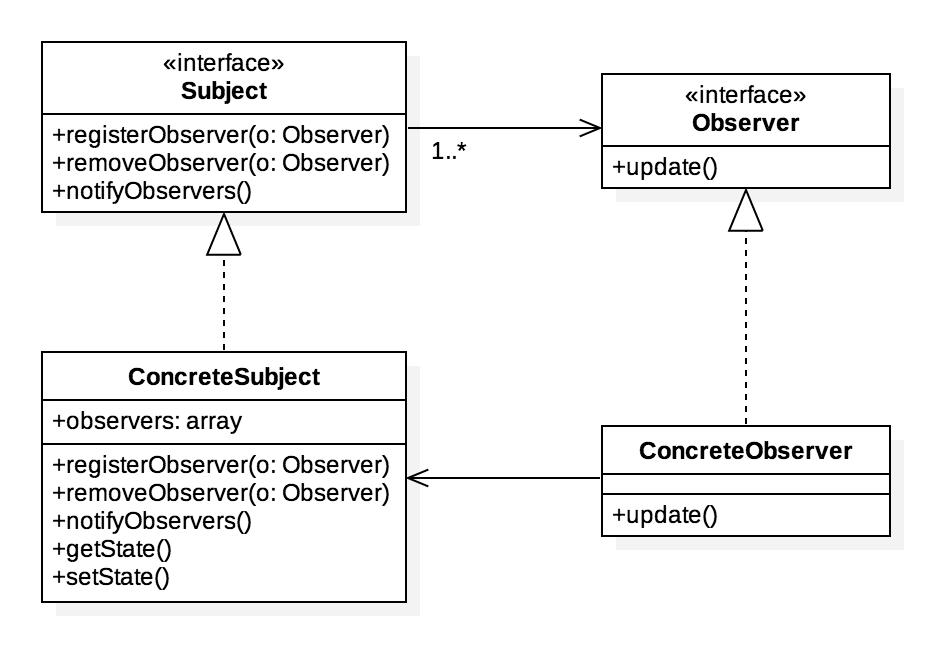 «interface»
Subject
+registerObserver(o: Observer)
+removeObserver(o: Observer)
+notifyObservers()
1..*
«interface»
Observer
+update()
ConcreteSubject
+observers: array
+registerObserver(o: Observer)
+removeObserver(o: Observer)
+notifyObservers()
+getState()
+setState()
ConcreteObserver
+update()